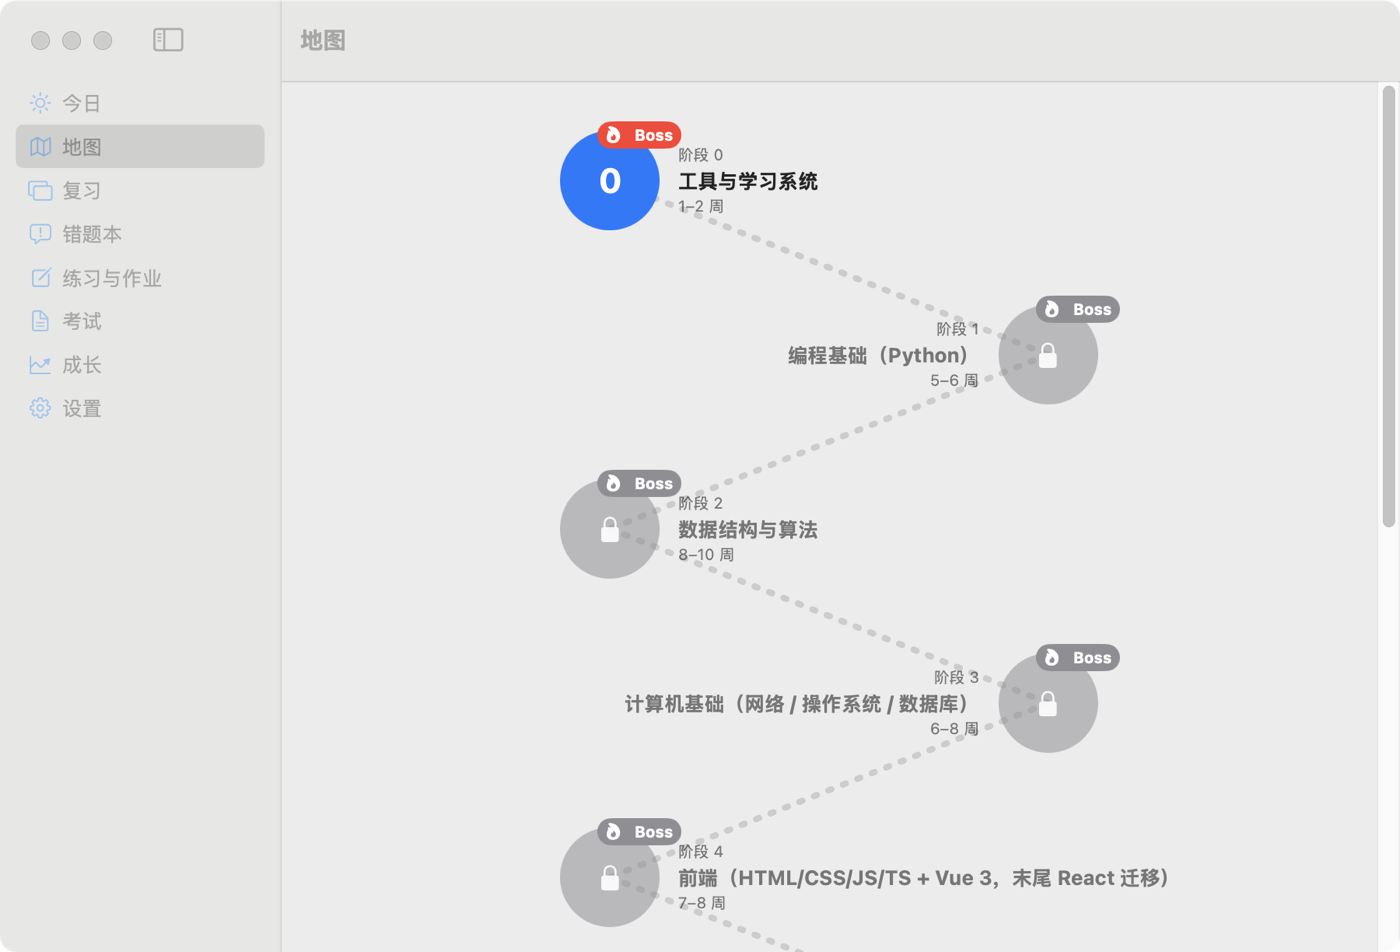 地图
今日
地图
复习
错题本
练习与作业
考试
成长
设置
Boss
0
阶段 0
工具与学习系统
1–2 周
Boss
阶段 1
编程基础（Python）
5–6 周
Boss
阶段 2
数据结构与算法
8–10 周
Boss
阶段 3
计算机基础（网络 / 操作系统 / 数据库）
6–8 周
Boss
阶段 4
前端（HTML/CSS/JS/TS + Vue 3，末尾 React 迁移）
7–8 周